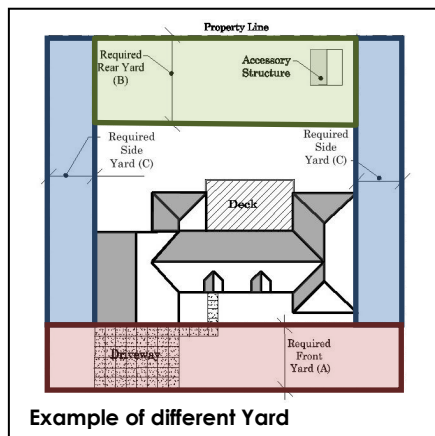 Property Line
Required
Rear Yard
(B)
Accessory
Structure
Required
Side
Yard (C)
Required
Side
Yard (C)
Deck
Driveway
Required
Front
Yard (A)
Example of different Yard